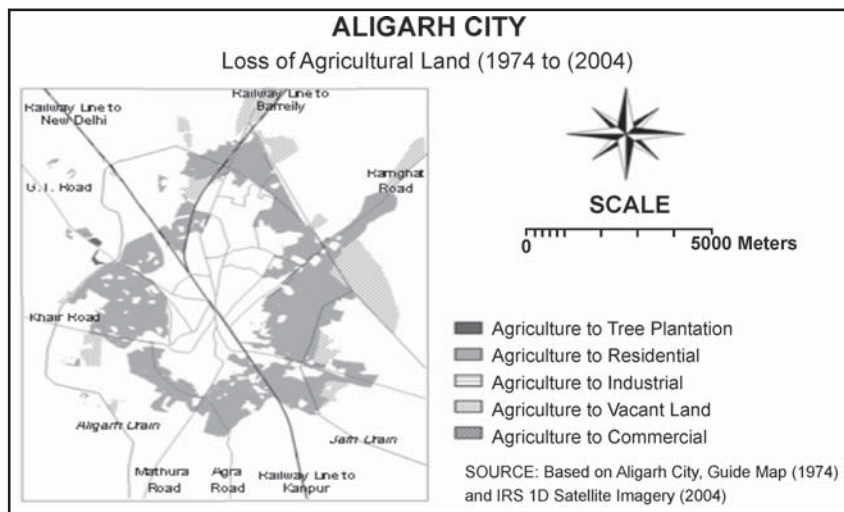 ALIGARH CITY
Loss of Agricultural Land (1974 to (2004)
Railway Line to
New Delhi
Railway Line to
Barreily
G.T. Road
Ramghat
Road
Khair Road
Aligarh Drain
Jafri Drain
Mathura
Road
Agra
Road
Railway Line to
Kanpur
SCALE
0
5000 Meters
Agriculture to Tree Plantation
Agriculture to Residential
Agriculture to Industrial
Agriculture to Vacant Land
Agriculture to Commercial
SOURCE: Based on Aligarh City, Guide Map (1974)
and IRS 1D Satellite Imagery (2004)